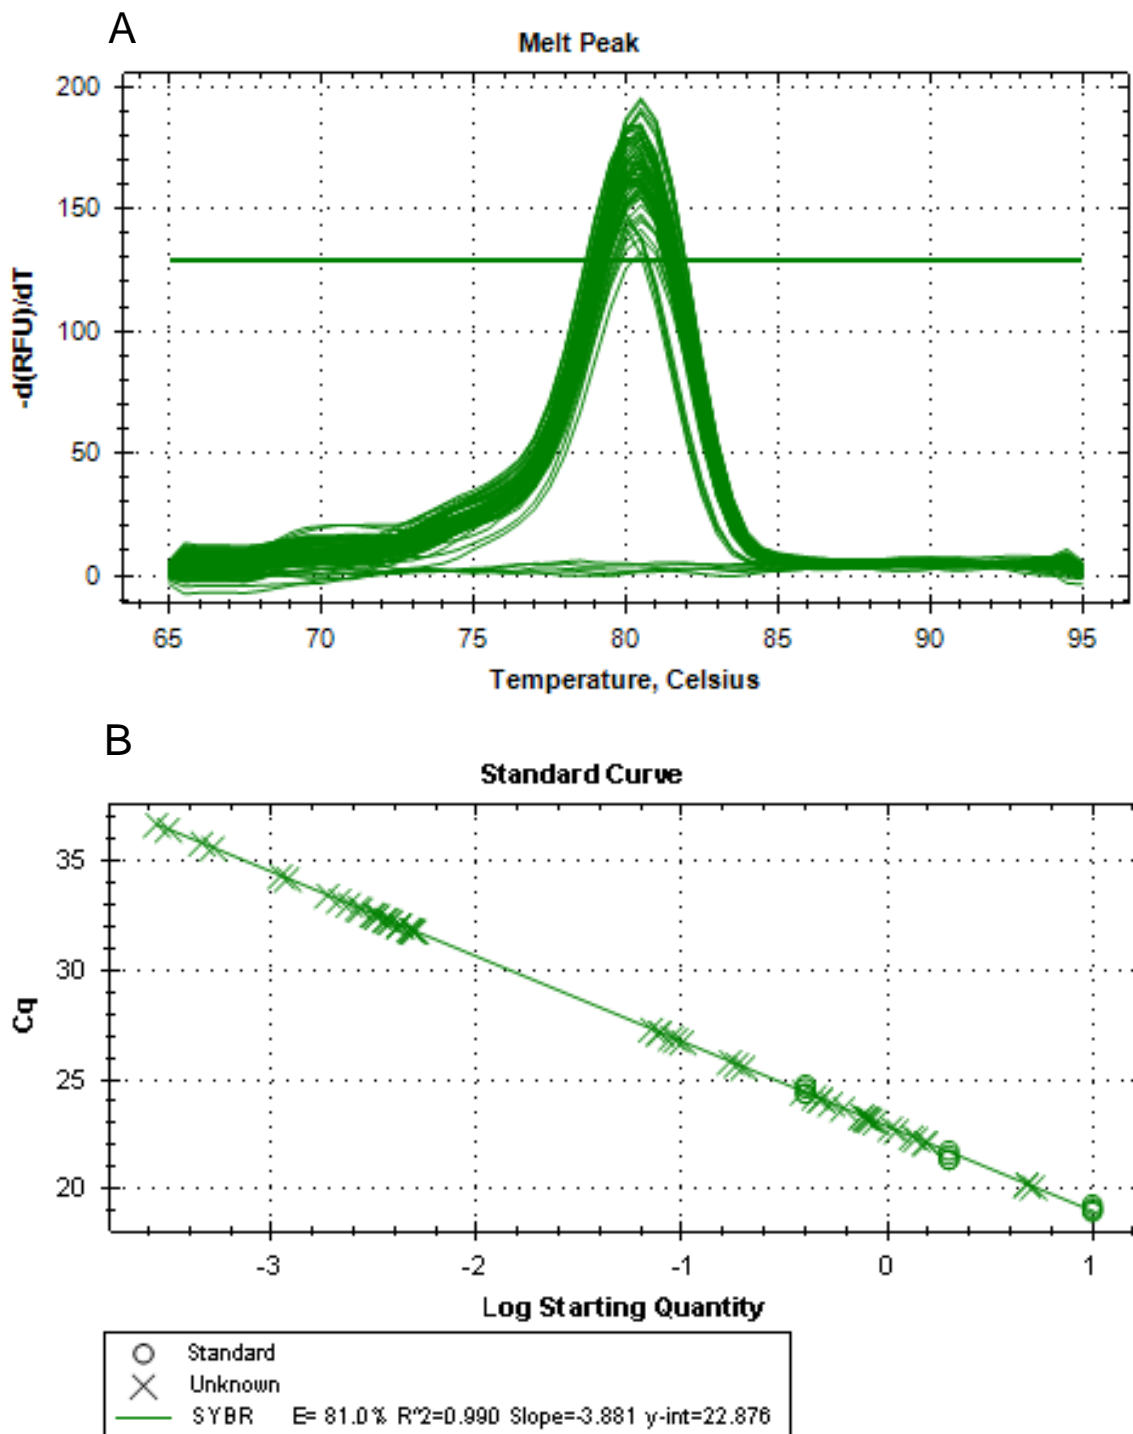 A
Melt Peak
200
150
100
50
0
-d(RFU)/dT
65 70 75 80 85 90 95
Temperature, Celsius
B
Standard Curve
35
30
25
20
Cq
-3 -2 -1 0 1
Log Starting Quantity
Standard
Unknown
SYBR E= 81.0% R^2=0.990 Slope=-3.881 y-int=22.876